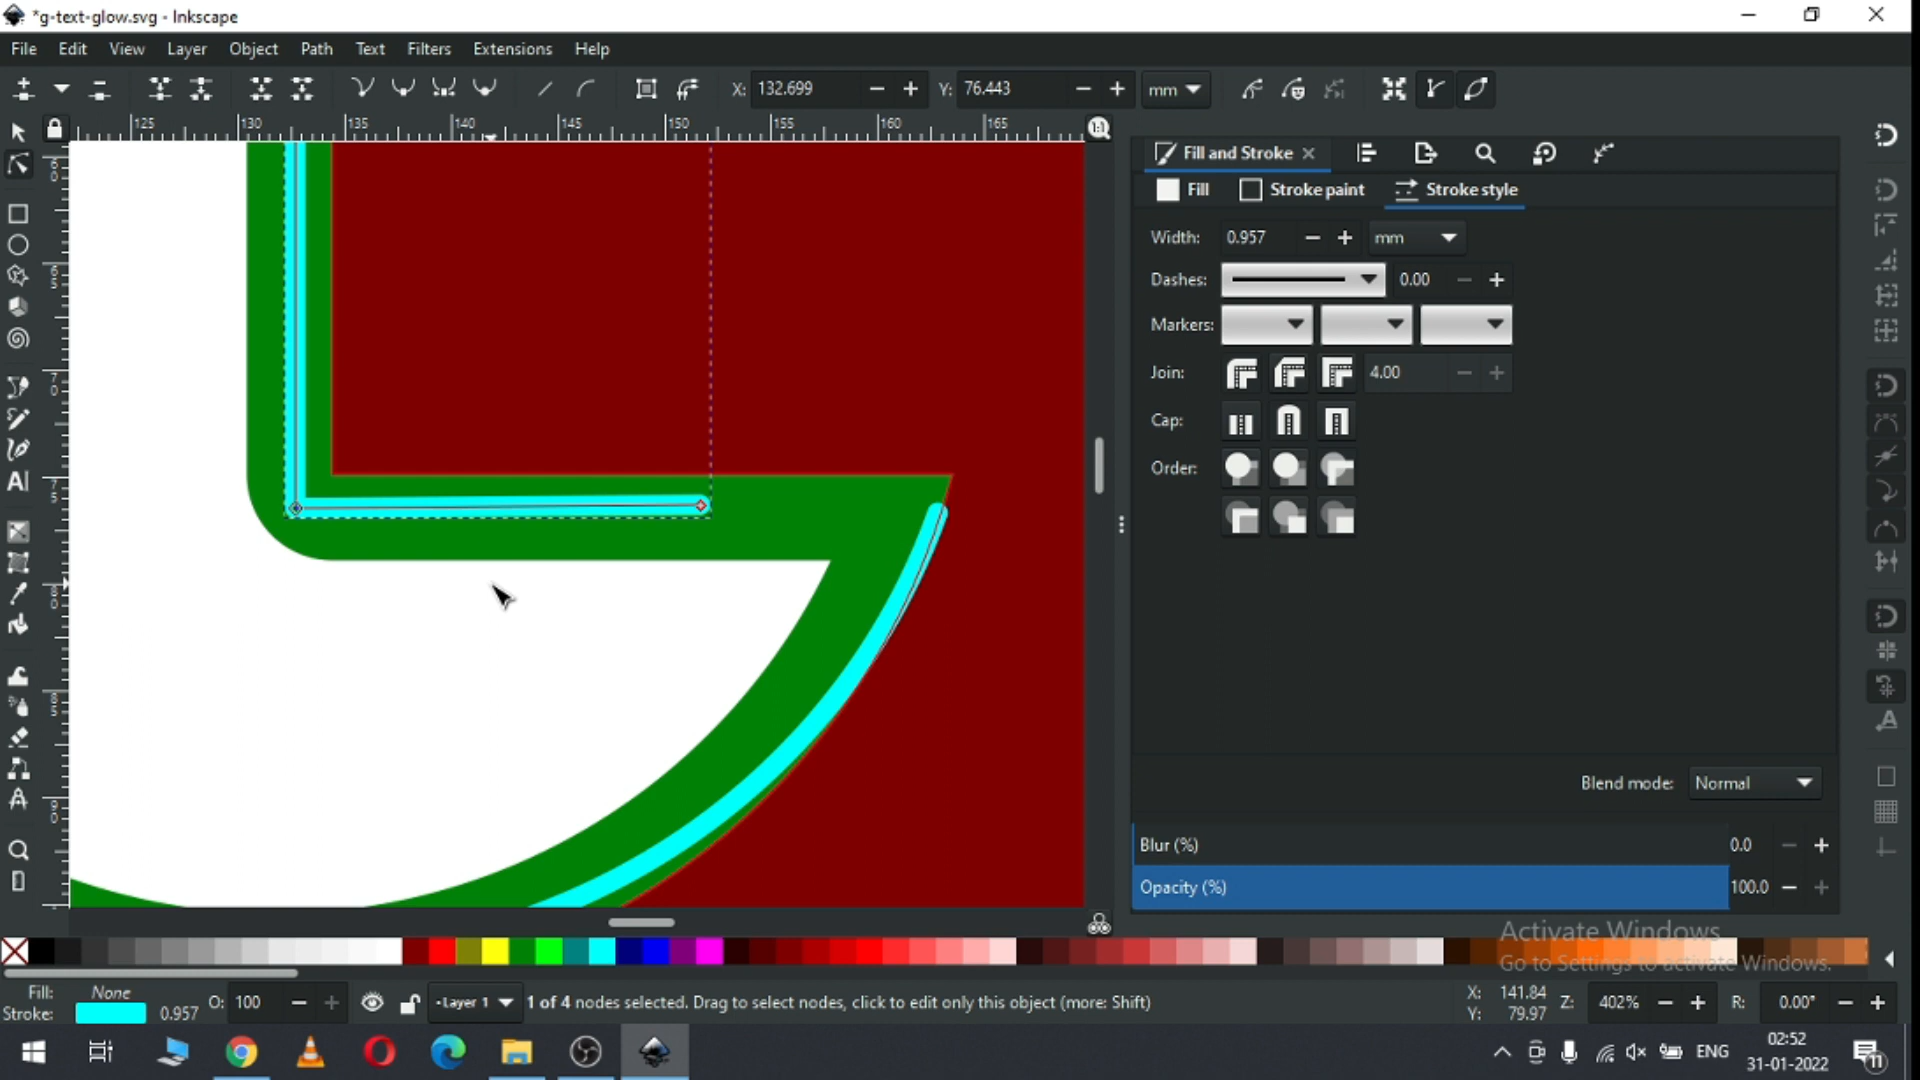 *g-text-glow.svg - Inkscape
File Edit View Layer Object Path Text Filters Extensions Help
X: 132.699 Y: 76.443 mm
125 130 135 140 145 150 155 160 165
1:1
Fill and Stroke
Fill Stroke paint Stroke style
Width: 0.957 mm
Dashes: 0.00
Markers:
Join: 4.00
Cap:
Order:
Blend mode: Normal
Blur (%) 0.0
Opacity (%) 100.0
Activate Windows
Go to Settings to activate Windows.
Fill: None
Stroke: 0.957 O: 100
Layer 1 1 of 4 nodes selected. Drag to select nodes, click to edit only this object (more: Shift)
X: 141.84
Y: 79.97
Z: 402% R: 0.00°
ENG
02:52
31-01-2022
11